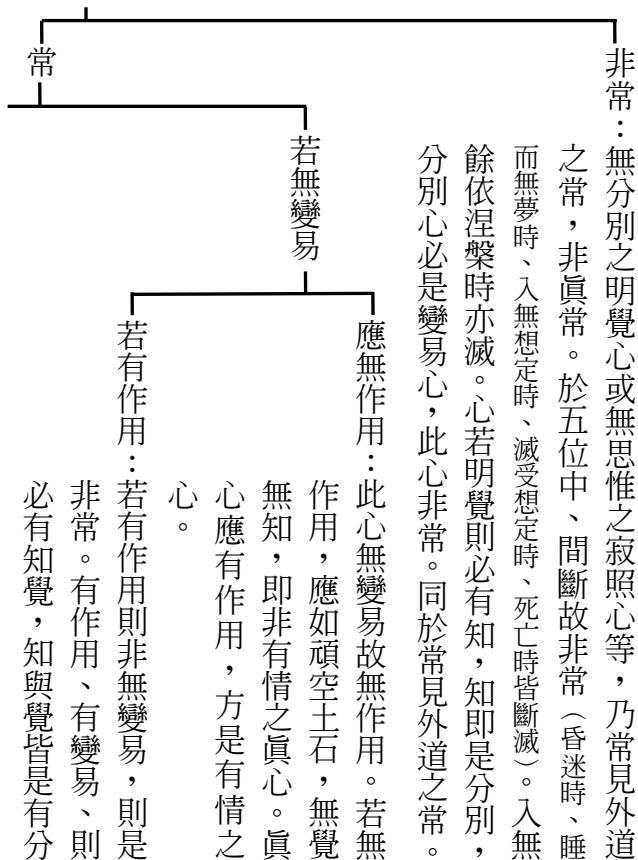 非常：無分別之明覺心或無思惟之寂照心等，乃常見外道
之常，非眞常。於五位中、間斷故非常（昏迷時、睡
而無夢時、入無想定時、滅受想定時、死亡時皆斷滅）。入無
餘依涅槃時亦滅。心若明覺則必有知，知即是分別，
分別心必是變易心，此心非常。同於常見外道之常。
常
若無變易
應無作用：此心無變易故無作用。若無
作用，應如頑空土石，無覺
無知，即非有情之眞心。眞
心應有作用，方是有情之
心。
若有作用：若有作用則非無變易，則是
非常。有作用、有變易、則
必有知覺，知與覺皆是有分